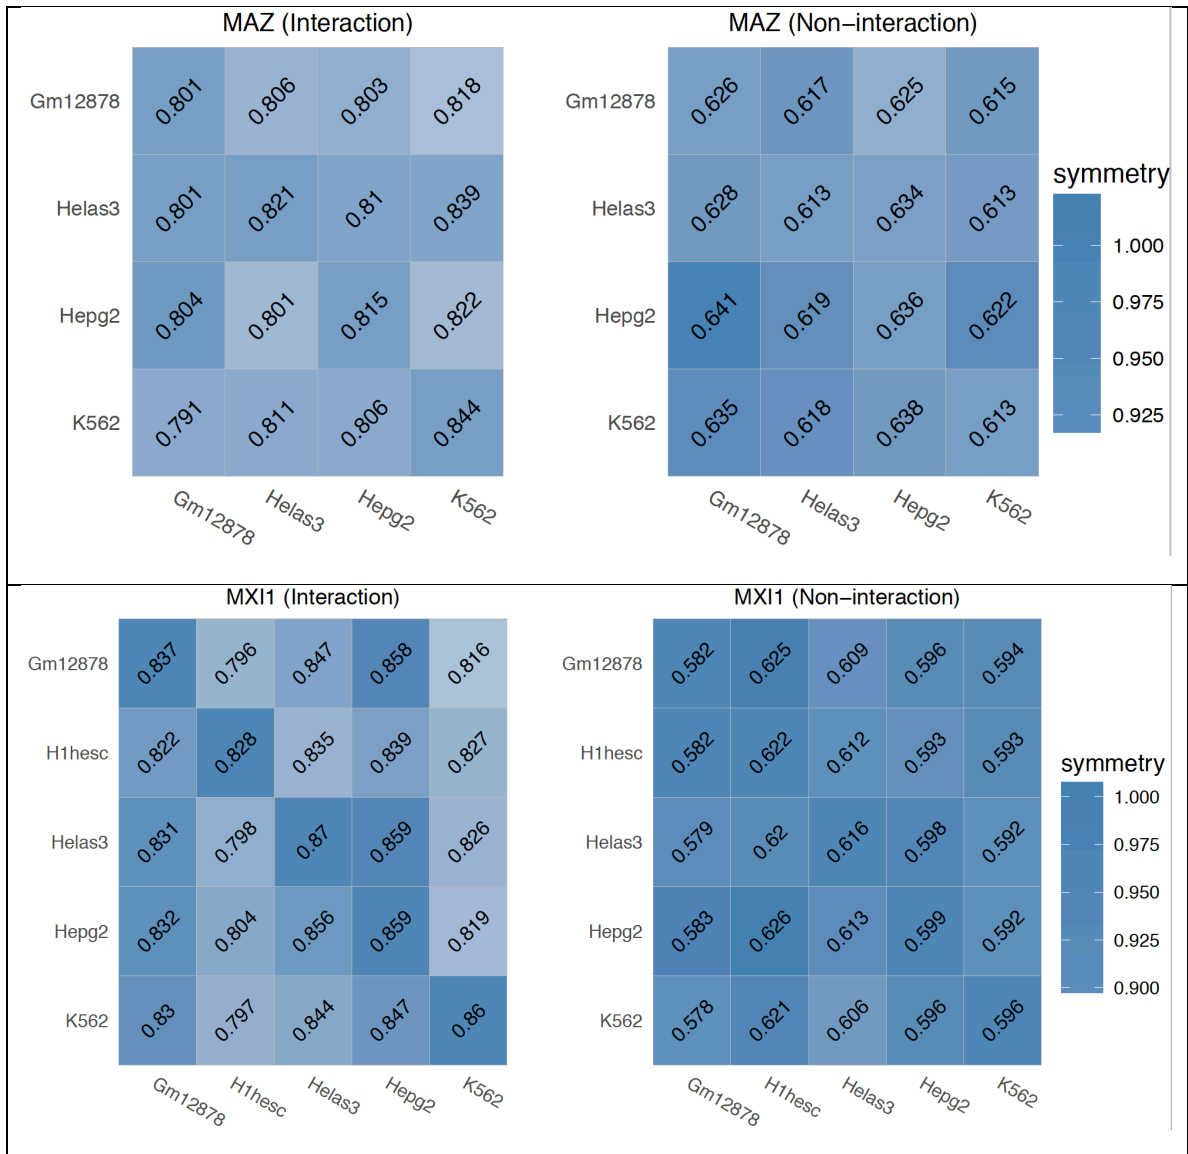 MAZ (Interaction)
MAZ (Non−interaction)
Gm12878 0.801 0.806 0.803 0.818
Helas3 0.801 0.821 0.81 0.839
Hepg2 0.804 0.801 0.815 0.822
K562 0.791 0.811 0.806 0.844
Gm12878 Helas3 Hepg2 K562
Gm12878 0.626 0.617 0.625 0.615
Helas3 0.628 0.613 0.634 0.613
Hepg2 0.641 0.619 0.636 0.622
K562 0.635 0.618 0.638 0.613
Gm12878 Helas3 Hepg2 K562
symmetry
1.000
0.975
0.950
0.925
MXI1 (Interaction)
MXI1 (Non−interaction)
Gm12878 0.837 0.796 0.847 0.858 0.816
H1hesc 0.822 0.828 0.835 0.839 0.827
Helas3 0.831 0.798 0.87 0.859 0.826
Hepg2 0.832 0.804 0.856 0.859 0.819
K562 0.83 0.797 0.844 0.847 0.86
Gm12878 H1hesc Helas3 Hepg2 K562
Gm12878 0.582 0.625 0.609 0.596 0.594
H1hesc 0.582 0.622 0.612 0.593 0.593
Helas3 0.579 0.62 0.616 0.598 0.592
Hepg2 0.583 0.626 0.613 0.599 0.592
K562 0.578 0.621 0.606 0.596 0.596
Gm12878 H1hesc Helas3 Hepg2 K562
symmetry
1.000
0.975
0.950
0.925
0.900